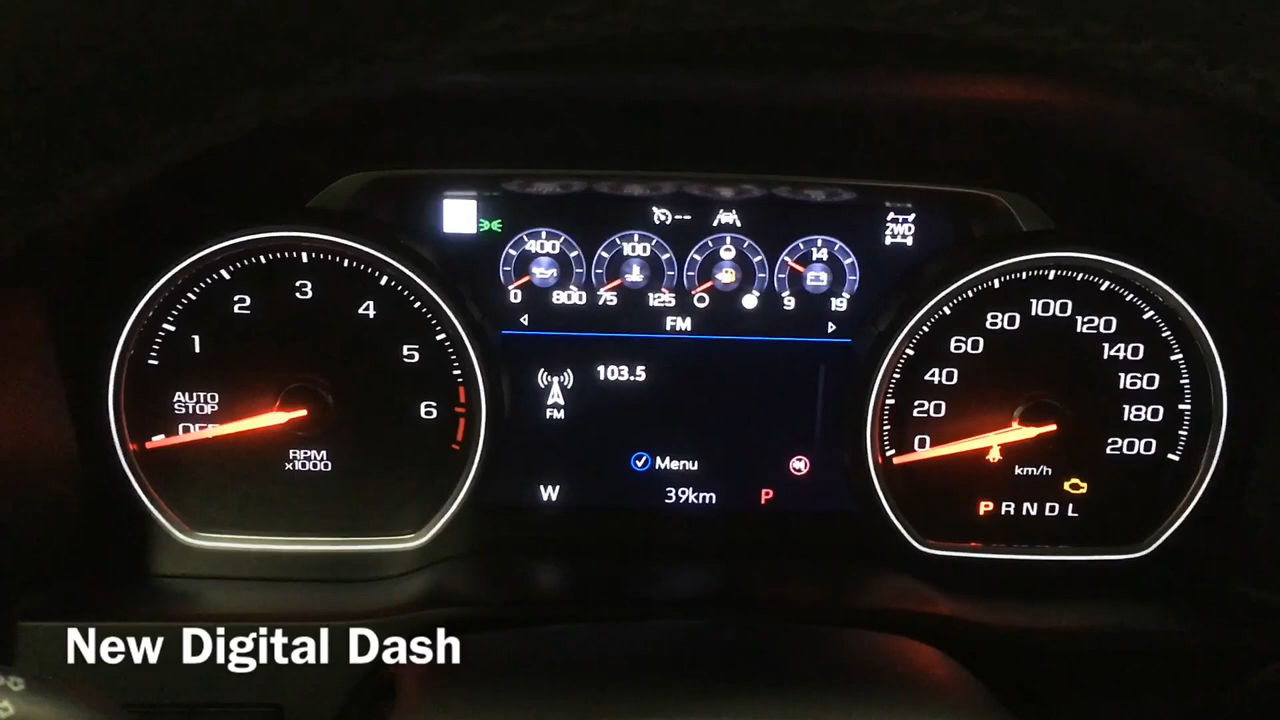 1
2
3
4
5
6
AUTO
STOP
OFF
RPM
x1000
400
0 800
100
75 125
14
9 19
--
2WD
FM
103.5
FM
Menu
W 39km P
0
20
40
60
80
100
120
140
160
180
200
km/h
PRNDL
New Digital Dash